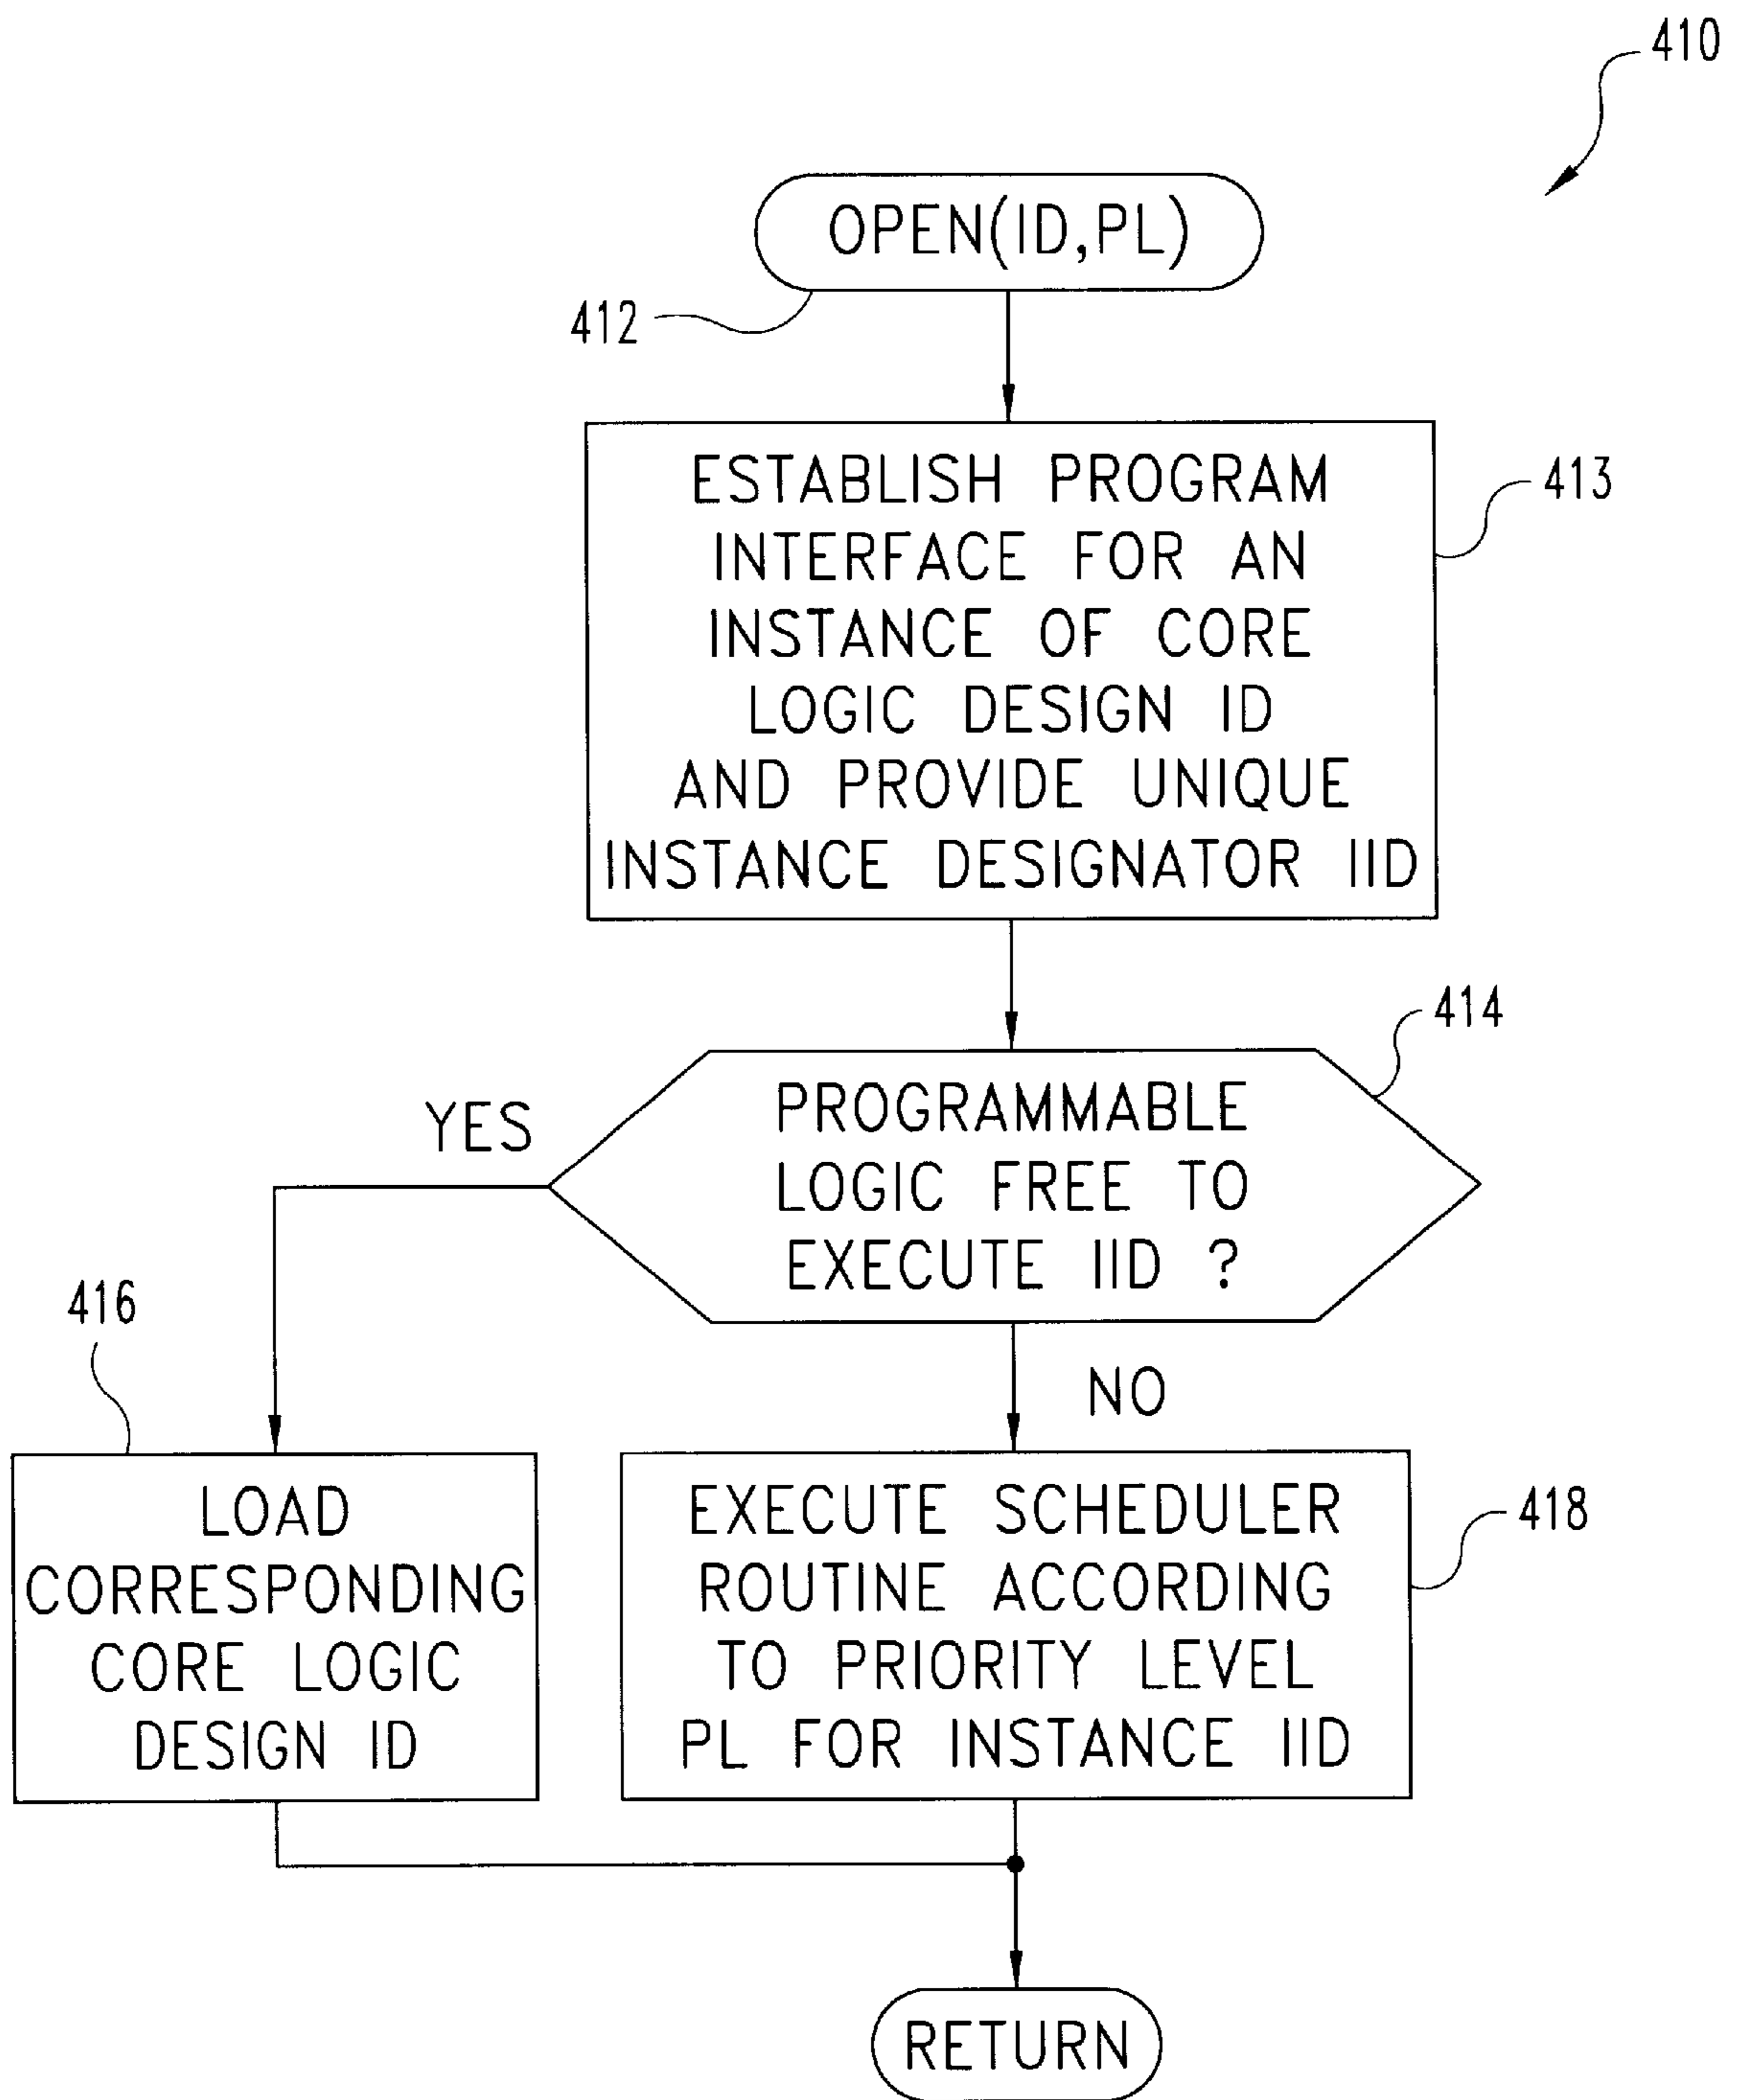 410
OPEN(ID,PL)
412
ESTABLISH PROGRAM
INTERFACE FOR AN
INSTANCE OF CORE
LOGIC DESIGN ID
AND PROVIDE UNIQUE
INSTANCE DESIGNATOR IID
413
414
PROGRAMMABLE
LOGIC FREE TO
EXECUTE IID ?
YES
NO
416
LOAD
CORRESPONDING
CORE LOGIC
DESIGN ID
EXECUTE SCHEDULER
ROUTINE ACCORDING
TO PRIORITY LEVEL
PL FOR INSTANCE IID
418
RETURN